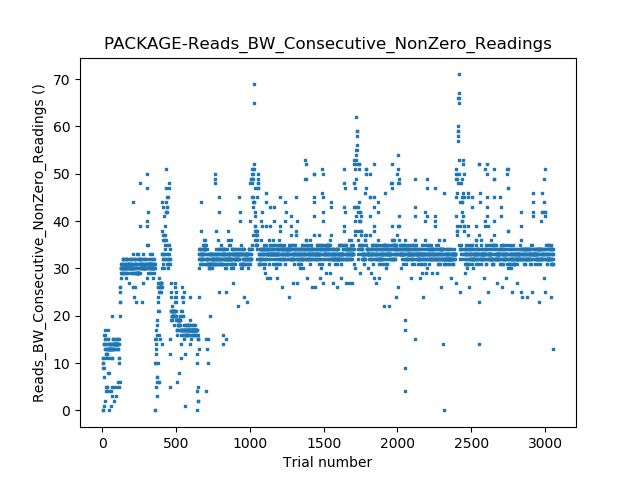 PACKAGE-Reads_BW_Consecutive_NonZero_Readings
Reads_BW_Consecutive_NonZero_Readings ()
70
60
50
40
30
20
10
0
0 500 1000 1500 2000 2500 3000
Trial number